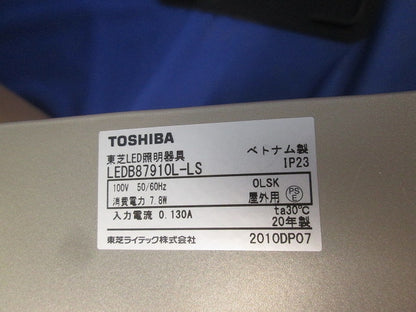 TOSHIBA
東芝LED照明器具 ベトナム製
LEDB87910L-LS IP23
100V 50/60Hz OLSK
消費電力 7.8W 屋外用 PSE
入力電流 0.130A ta30℃
20年製
東芝ライテック株式会社 2010DP07